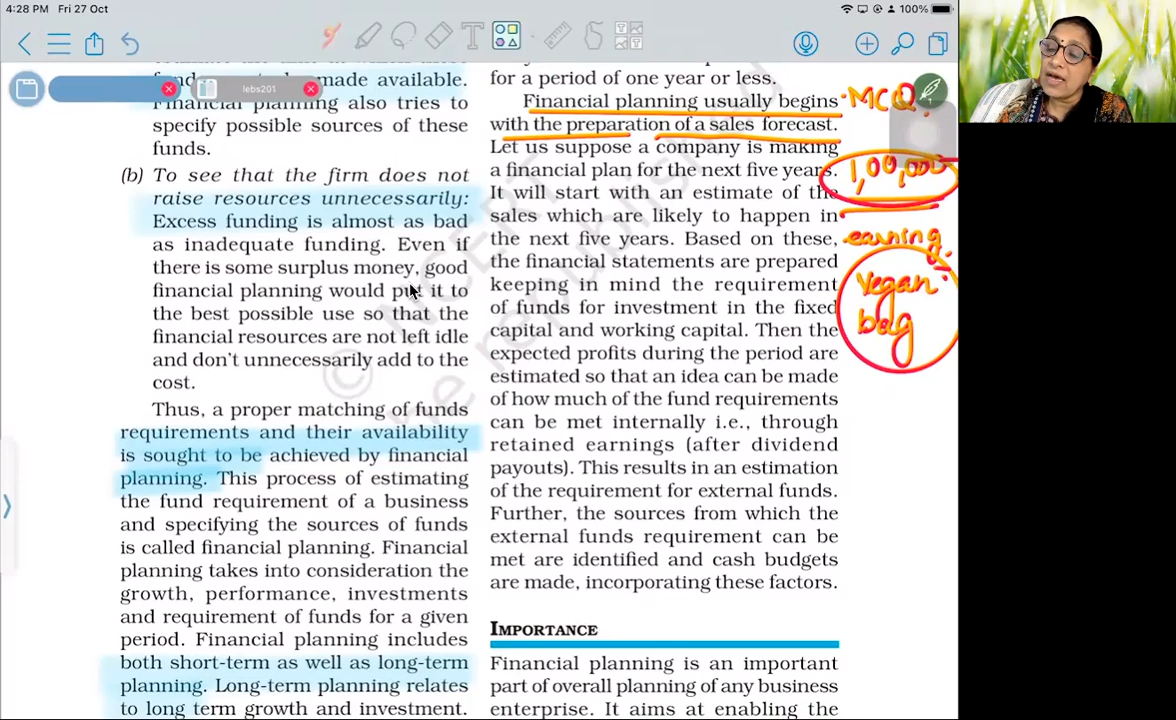 4:28 PM Fri 27 Oct
100%
lebs201
made available.
Financial planning also tries to
specify possible sources of these
funds.
(b) To see that the firm does not
raise resources unnecessarily:
Excess funding is almost as bad
as inadequate funding. Even if
there is some surplus money, good
financial planning would put it to
the best possible use so that the
financial resources are not left idle
and don't unnecessarily add to the
cost.
Thus, a proper matching of funds
requirements and their availability
is sought to be achieved by financial
planning. This process of estimating
the fund requirement of a business
and specifying the sources of funds
is called financial planning. Financial
planning takes into consideration the
growth, performance, investments
and requirement of funds for a given
period. Financial planning includes
both short-term as well as long-term
planning. Long-term planning relates
to long term growth and investment.
for a period of one year or less.
Financial planning usually begins
with the preparation of a sales forecast.
Let us suppose a company is making
a financial plan for the next five years.
It will start with an estimate of the
sales which are likely to happen in
the next five years. Based on these,
the financial statements are prepared
keeping in mind the requirement
of funds for investment in the fixed
capital and working capital. Then the
expected profits during the period are
estimated so that an idea can be made
of how much of the fund requirements
can be met internally i.e., through
retained earnings (after dividend
payouts). This results in an estimation
of the requirement for external funds.
Further, the sources from which the
external funds requirement can be
met are identified and cash budgets
are made, incorporating these factors.
IMPORTANCE
Financial planning is an important
part of overall planning of any business
enterprise. It aims at enabling the
MCQ
1,00,000
earning
vegan
bag
© NCERT
be republished